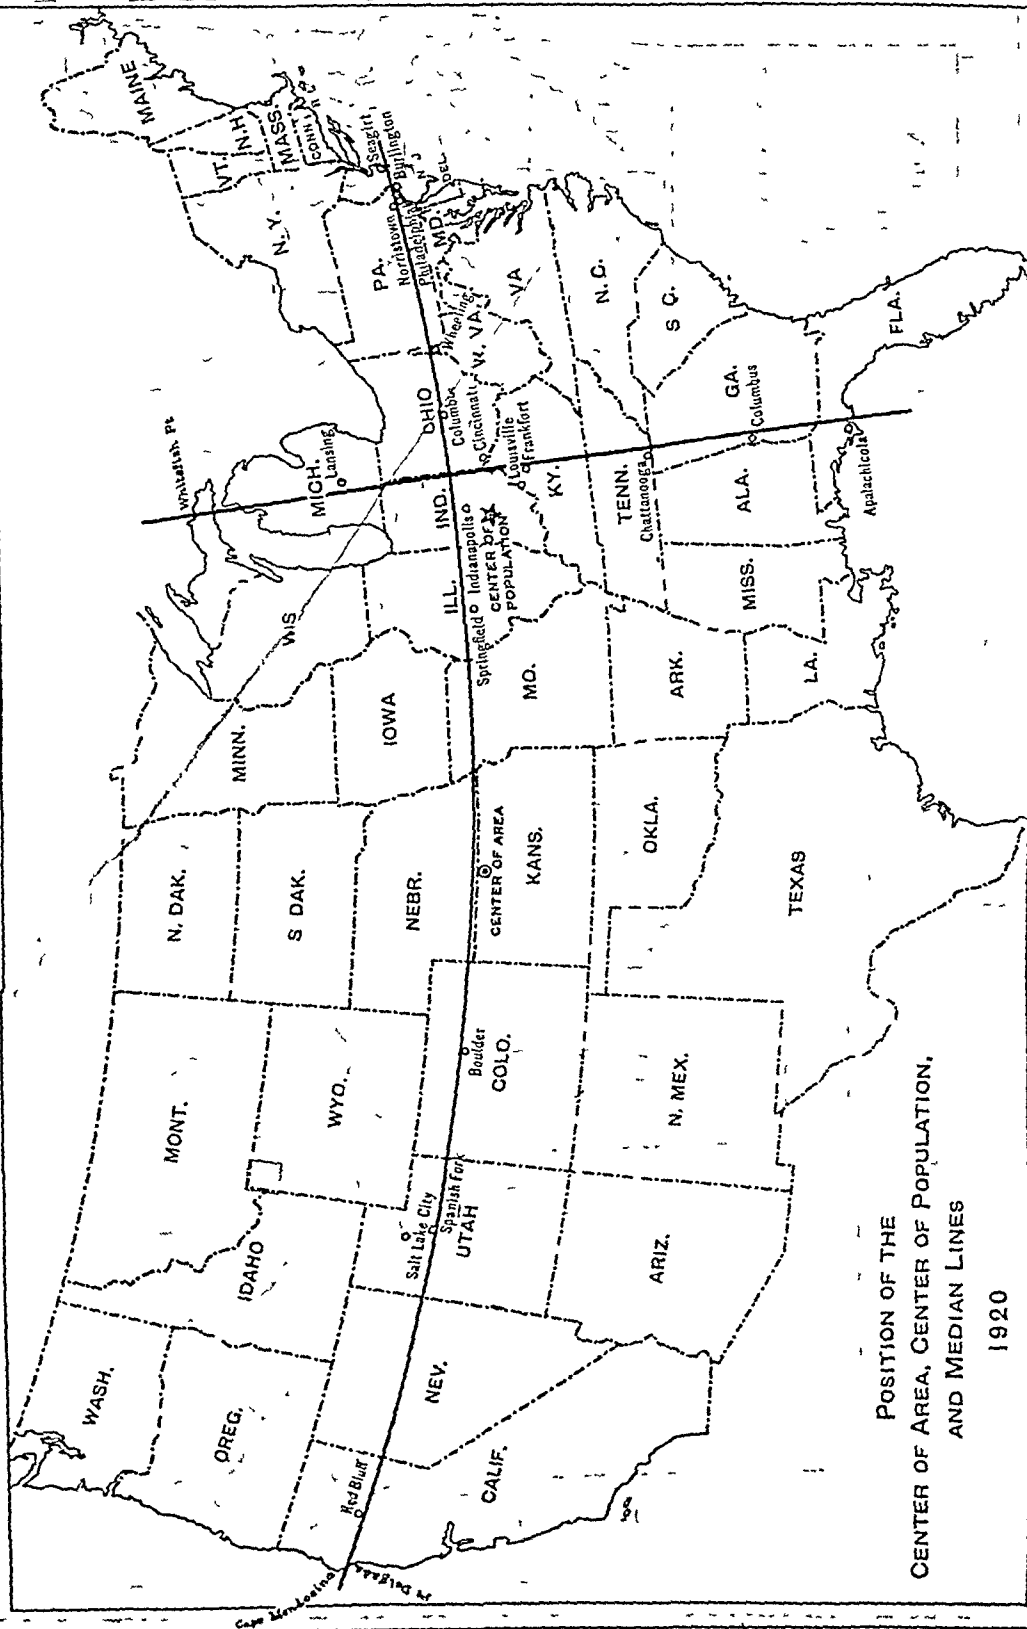 WASH.
OREG.
CALIF.
NEV.
IDAHO
MONT.
WYO.
UTAH
ARIZ.
COLO.
N. MEX.
N. DAK.
S DAK.
NEBR.
KANS.
OKLA.
TEXAS
MINN.
IOWA
MO.
ARK.
LA.
WIS
ILL.
MISS.
MICH.
IND.
KY.
TENN.
ALA.
OHIO
GA.
FLA.
W. VA.
VA
N.C.
S C.
PA.
MD.
DEL
N J
N. Y.
VT.
N.H
MASS.
CONN
MAINE
Cape Mendocino
Red Bluff
Salt Lake City
Spanish Fork
Boulder
CENTER OF AREA
Springfield
Indianapolis
CENTER OF
POPULATION
Whitefish Pt
Lansing
Columbia
Cincinnati
Louisville
Frankfort
Chattanooga
Columbus
Apalachicola
Wheeling
Norristown
Philadelphia
Seagirt
Burlington
POSITION OF THE
CENTER OF AREA, CENTER OF POPULATION,
AND MEDIAN LINES
1920